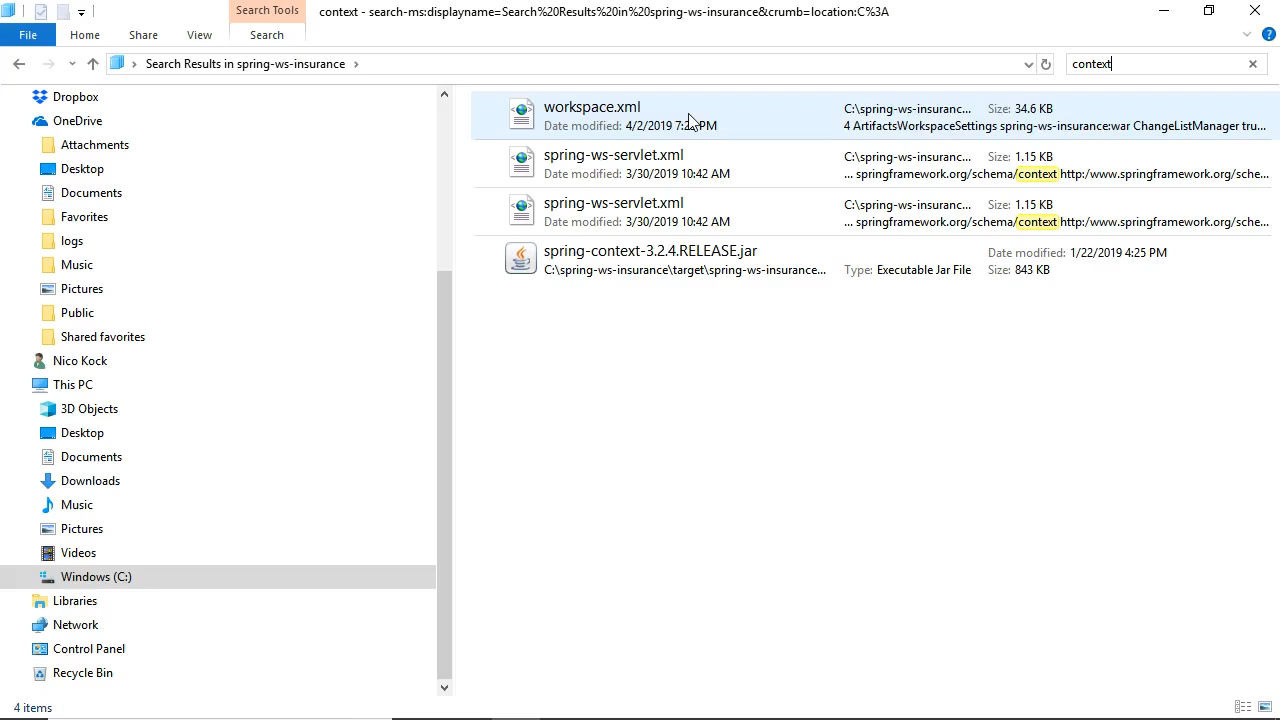 Search Tools
context - search-ms:displayname=Search%20Results%20in%20spring-ws-insurance&crumb=location:C%3A
File
Home
Share
View
Search
Search Results in spring-ws-insurance
context
Dropbox
OneDrive
Attachments
Desktop
Documents
Favorites
logs
Music
Pictures
Public
Shared favorites
Nico Kock
This PC
3D Objects
Desktop
Documents
Downloads
Music
Pictures
Videos
Windows (C:)
Libraries
Network
Control Panel
Recycle Bin
workspace.xml
C:\spring-ws-insuranc... Size: 34.6 KB
Date modified: 4/2/2019 PM
4 ArtifactsWorkspaceSettings spring-ws-insurance:war ChangeListManager tru...
spring-ws-servlet.xml
C:\spring-ws-insuranc... Size: 1.15 KB
Date modified: 3/30/2019 10:42 AM
... springframework.org/schema/context http:/www.springframework.org/sche...
spring-ws-servlet.xml
C:\spring-ws-insuranc... Size: 1.15 KB
Date modified: 3/30/2019 10:42 AM
... springframework.org/schema/context http:/www.springframework.org/sche...
spring-context-3.2.4.RELEASE.jar
Date modified: 1/22/2019 4:25 PM
C:\spring-ws-insurance\target\spring-ws-insurance...
Type: Executable Jar File
Size: 843 KB
4 items